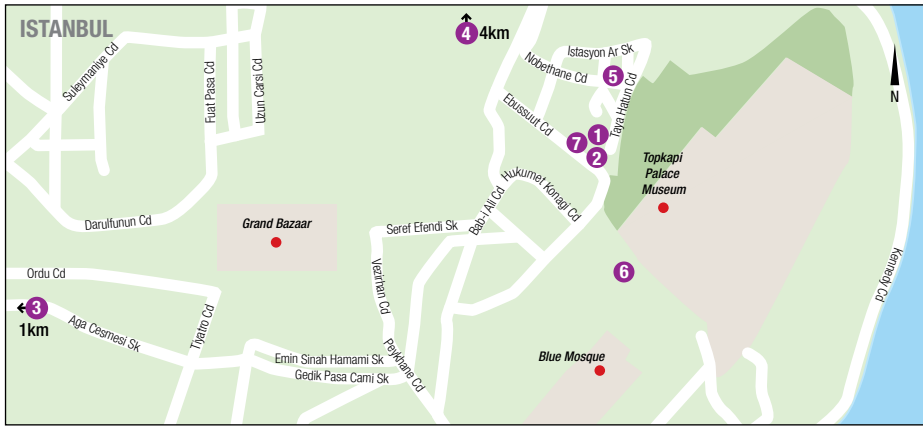 ISTANBUL
4
4km
Istasyon Ar Sk
Nobethane Cd
5
Suleymaniye Cd
Fuat Pasa Cd
Uzun Carsi Cd
Ebussuut Cd
Taya Hatun Cd
N
7
1
2
Topkapi
Palace
Museum
Hukumet Konagi Cd
Bab-i Ali Cd
Darulfunun Cd
Grand Bazaar
Seref Efendi Sk
Vezirhan Cd
Ordu Cd
6
Kennedy Cd
3
1km
Aga Cesmesi Sk
Tiyatro Cd
Emin Sinah Hamami Sk
Gedik Pasa Cami Sk
Peykhane Cd
Blue Mosque